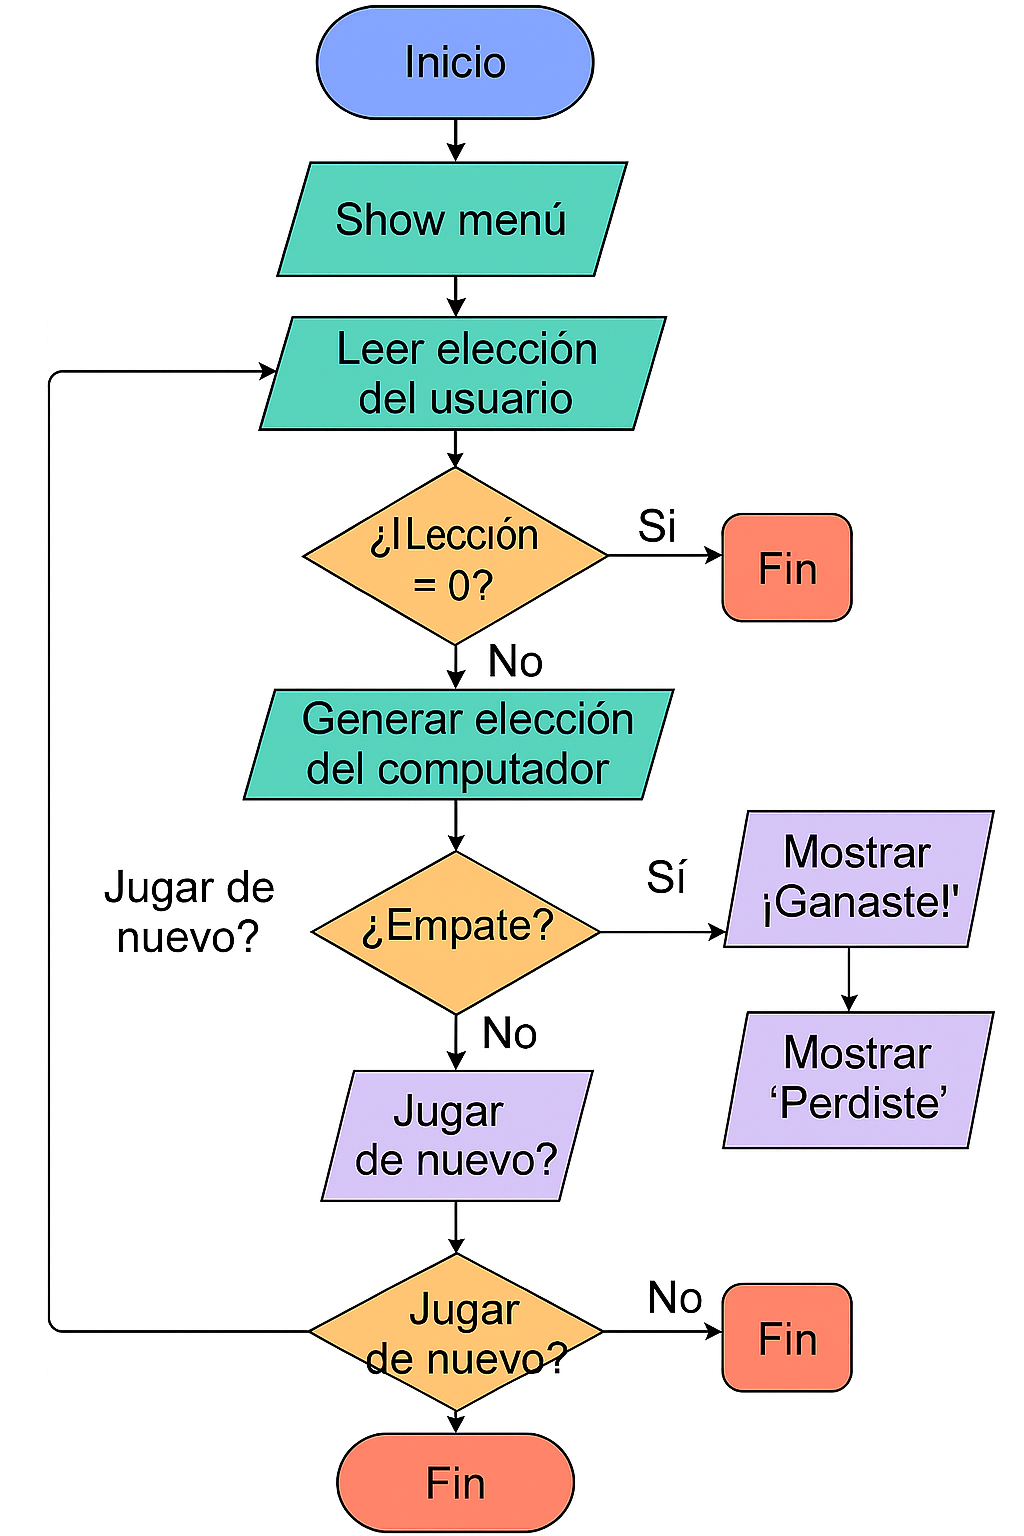 Inicio
Show menú
Leer elección
del usuario
¿ILección
= 0?
Si
Fin
No
Generar elección
del computador
Jugar de
nuevo?
¿Empate?
Sí
Mostrar
¡Ganaste!'
No
Mostrar
‘Perdiste’
Jugar
de nuevo?
Jugar
de nuevo?
No
Fin
Fin